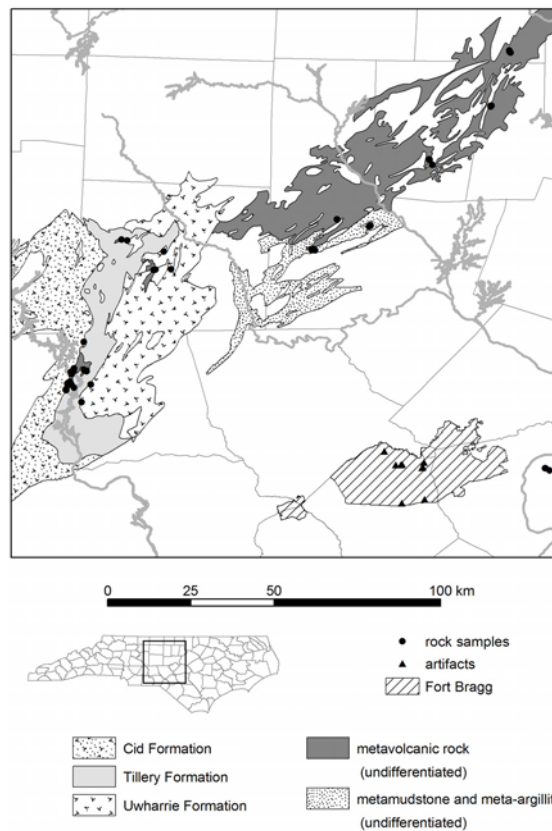 0 25 50 100 km
rock samples
artifacts
Fort Bragg
Cid Formation
Tillery Formation
Uwharrie Formation
metavolcanic rock
(undifferentiated)
metamudstone and meta-argillit
(undifferentiated)